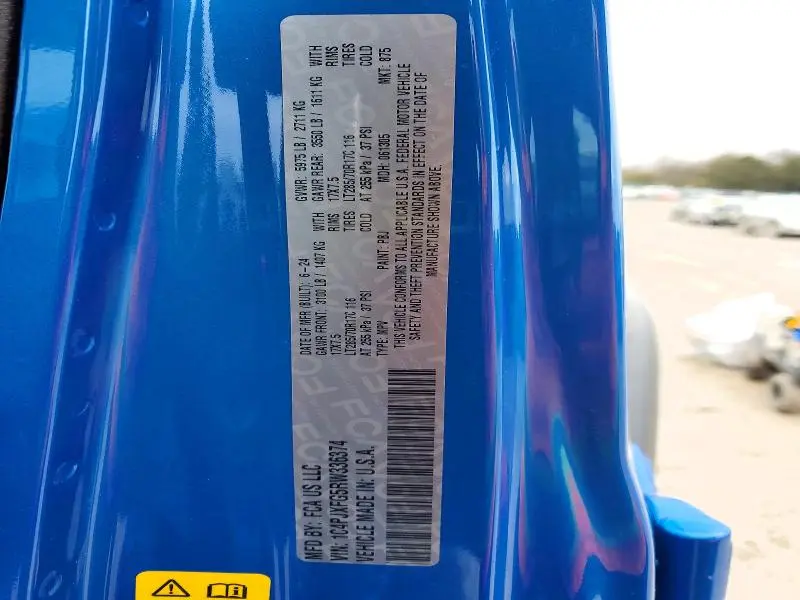 MFD BY: FCA US LLC
DATE OF MFR (BUILT): 6-24
GVWR: 5975 LB / 2711 KG
GAWR FRONT: 3100 LB / 1407 KG WITH
GAWR REAR: 3550 LB / 1611 KG WITH
17X7.5 RIMS
17X7.5 RIMS
LT285/70R17C 116 TIRES
LT285/70R17C 116 TIRES
AT 255 kPa / 37 PSI COLD
AT 255 kPa / 37 PSI COLD
VIN: 1C4PJXFG5RW336374
TYPE: MPV PAINT: PBJ MDH: 061305 MKT: 875
VEHICLE MADE IN: U.S.A.
THIS VEHICLE CONFORMS TO ALL APPLICABLE U.S.A. FEDERAL MOTOR VEHICLE
SAFETY AND THEFT PREVENTION STANDARDS IN EFFECT ON THE DATE OF
MANUFACTURE SHOWN ABOVE.